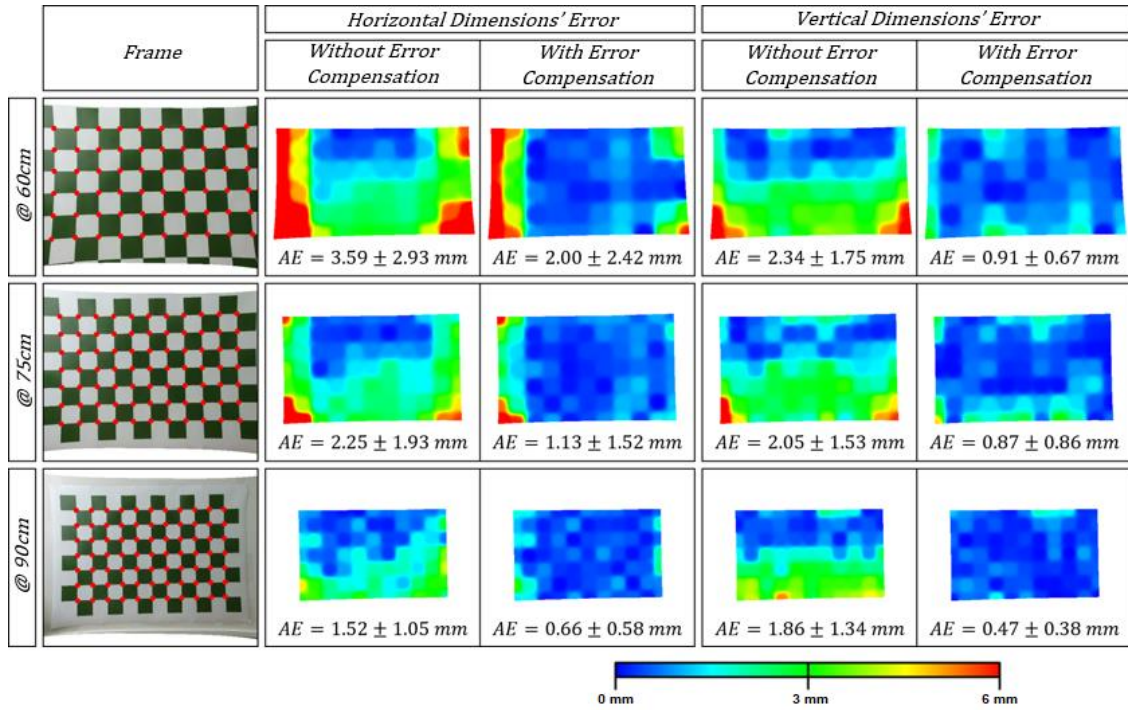 Frame
Horizontal Dimensions' Error
Vertical Dimensions' Error
Without Error
Compensation
With Error
Compensation
Without Error
Compensation
With Error
Compensation
@ 60cm
AE = 3.59 ± 2.93 mm
AE = 2.00 ± 2.42 mm
AE = 2.34 ± 1.75 mm
AE = 0.91 ± 0.67 mm
@ 75cm
AE = 2.25 ± 1.93 mm
AE = 1.13 ± 1.52 mm
AE = 2.05 ± 1.53 mm
AE = 0.87 ± 0.86 mm
@ 90cm
AE = 1.52 ± 1.05 mm
AE = 0.66 ± 0.58 mm
AE = 1.86 ± 1.34 mm
AE = 0.47 ± 0.38 mm
0 mm
3 mm
6 mm